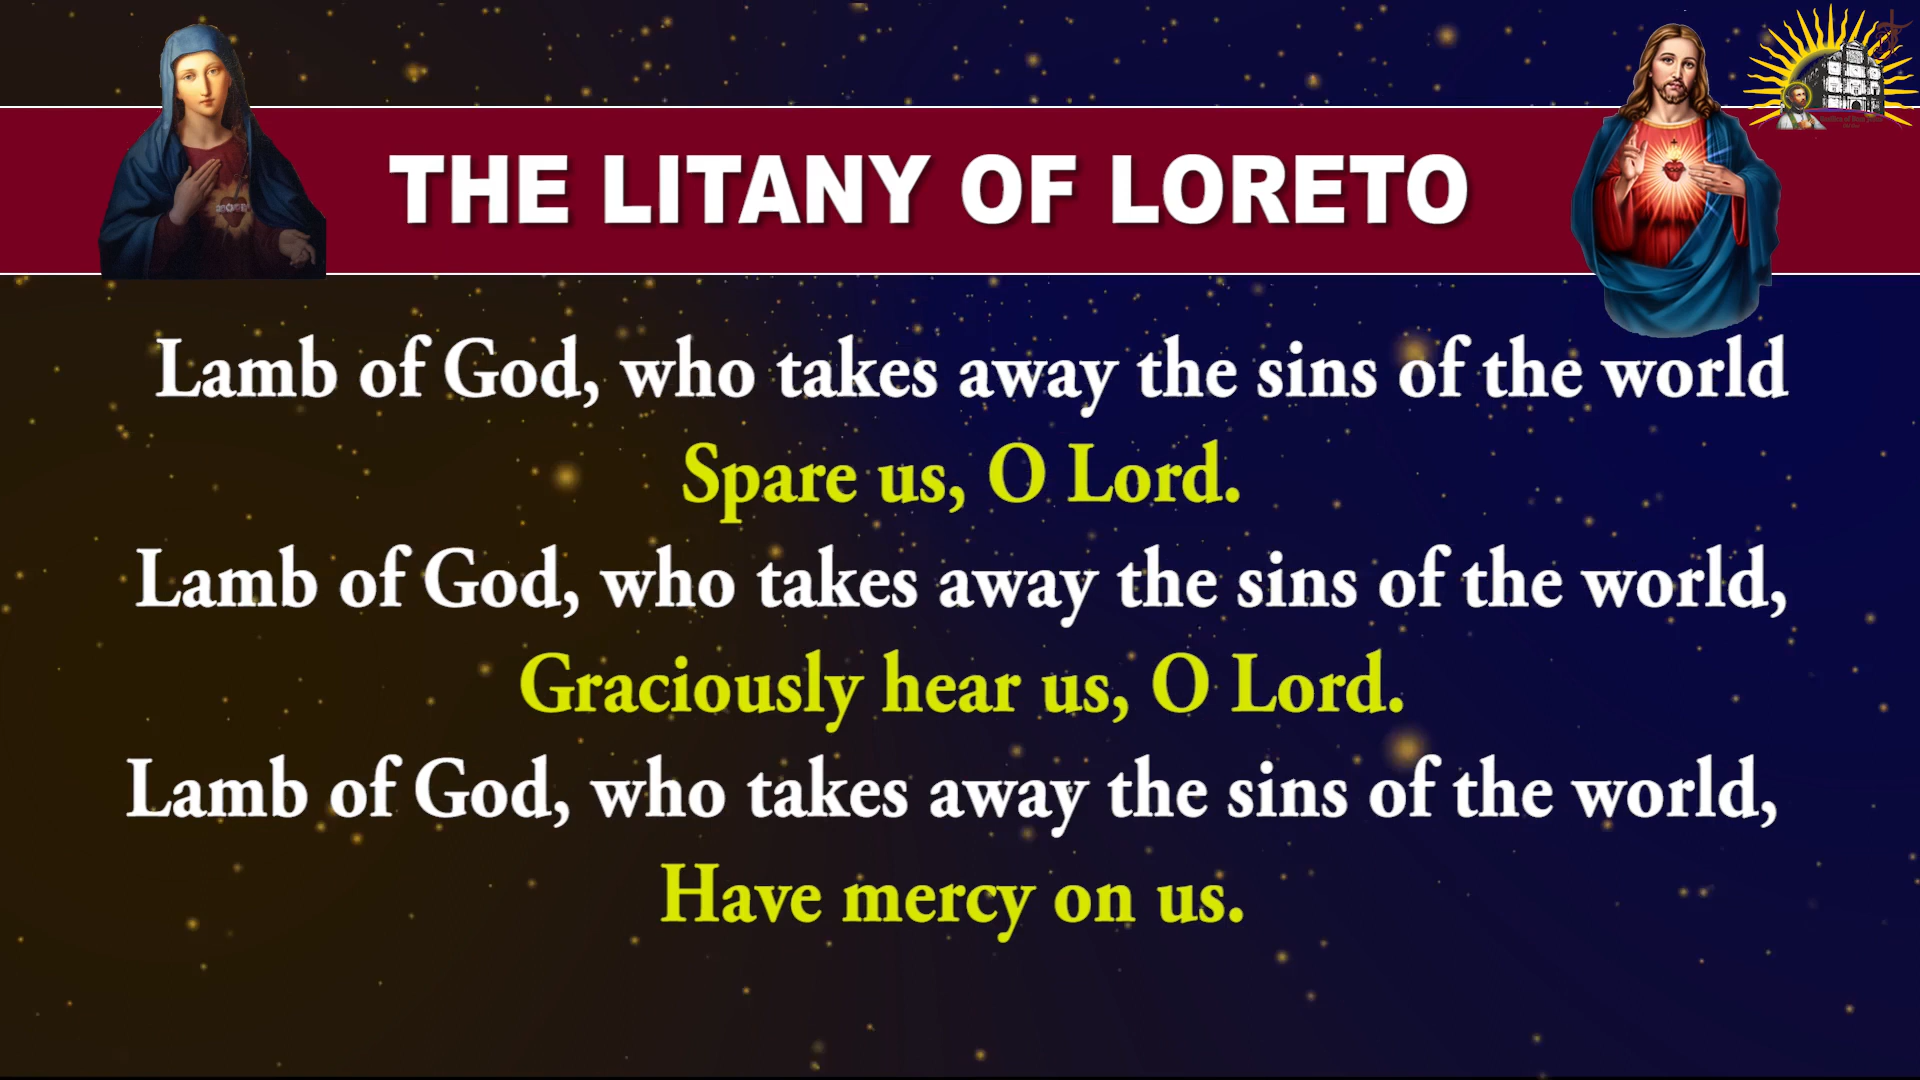 THE LITANY OF LORETO
Lamb of God, who takes away the sins of the world
Spare us, O Lord.
Lamb of God, who takes away the sins of the world,
Graciously hear us, O Lord.
Lamb of God, who takes away the sins of the world,
Have mercy on us.